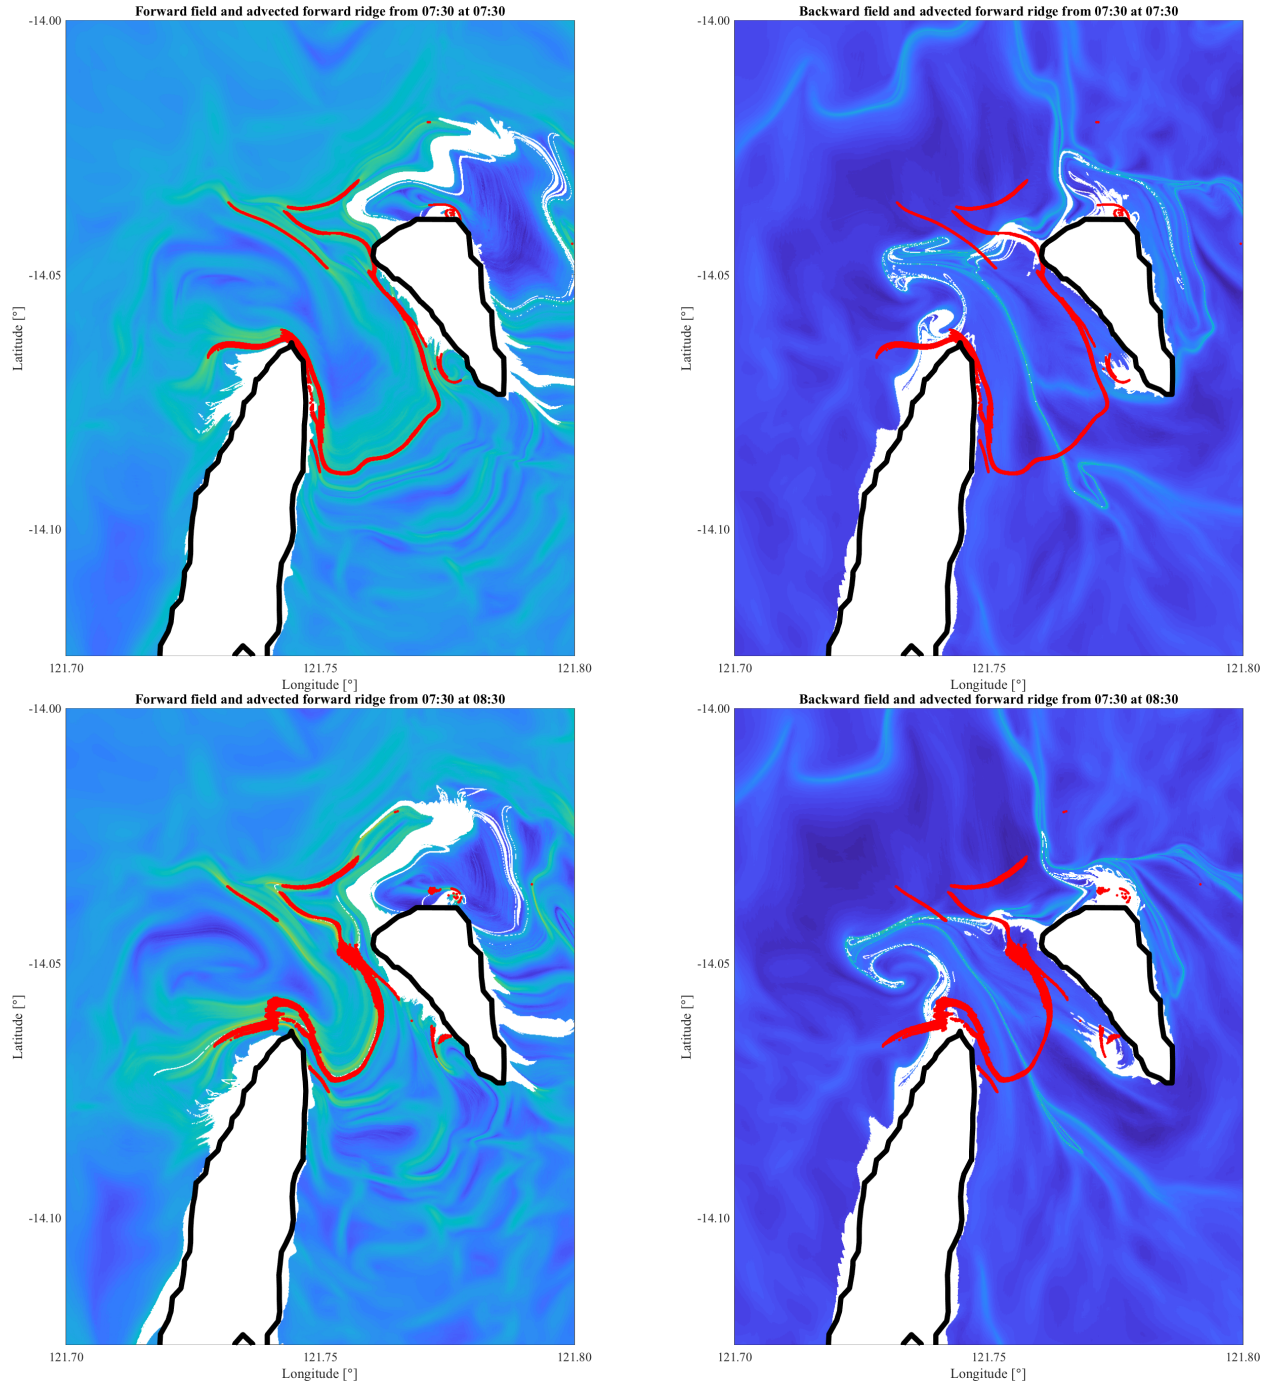 Forward field and advected forward ridge from 07:30 at 07:30
-14.00
-14.05
-14.10
Latitude [°]
121.70
121.75
121.80
Longitude [°]
Backward field and advected forward ridge from 07:30 at 07:30
-14.00
-14.05
-14.10
Latitude [°]
121.70
121.75
121.80
Longitude [°]
Forward field and advected forward ridge from 07:30 at 08:30
-14.00
-14.05
-14.10
Latitude [°]
121.70
121.75
121.80
Longitude [°]
Backward field and advected forward ridge from 07:30 at 08:30
-14.00
-14.05
-14.10
Latitude [°]
121.70
121.75
121.80
Longitude [°]